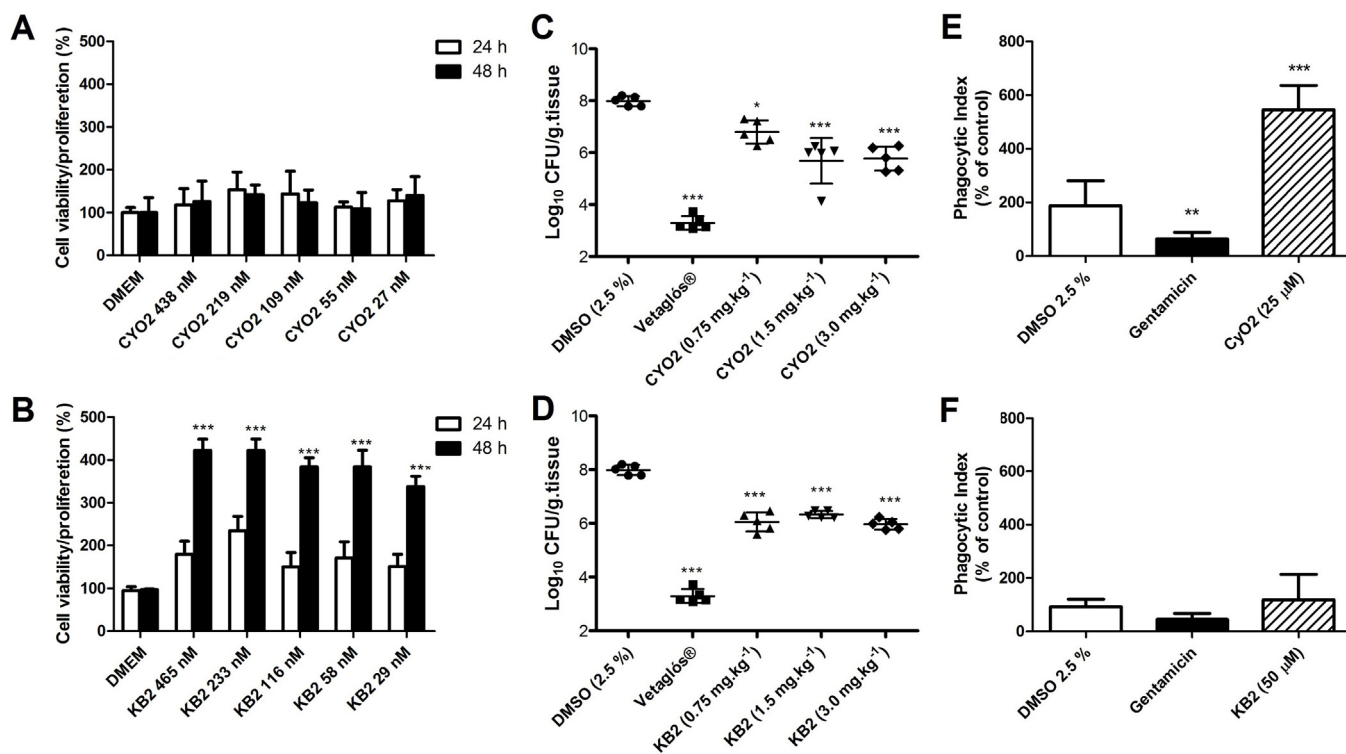 A
Cell viability/proliferetion (%)
500
400
300
200
100
0
24 h
48 h
DMEM
CYO2 438 nM
CYO2 219 nM
CYO2 109 nM
CYO2 55 nM
CYO2 27 nM
C
Log10 CFU/g.tissue
10
8
6
4
2
***
*
***
***
DMSO (2.5 %)
Vetaglós®
CYO2 (0.75 mg.kg-1)
CYO2 (1.5 mg.kg-1)
CYO2 (3.0 mg.kg-1)
E
Phagocytic Index
(% of control)
800
600
400
200
0
**
***
DMSO 2.5 %
Gentamicin
CyO2 (25 µM)
B
Cell viability/proliferetion (%)
500
400
300
200
100
0
24 h
48 h
***
***
***
***
***
DMEM
KB2 465 nM
KB2 233 nM
KB2 116 nM
KB2 58 nM
KB2 29 nM
D
Log10 CFU/g.tissue
10
8
6
4
2
***
***
***
***
DMSO (2.5 %)
Vetaglós®
KB2 (0.75 mg.kg-1)
KB2 (1.5 mg.kg-1)
KB2 (3.0 mg.kg-1)
F
Phagocytic Index
(% of control)
800
600
400
200
0
DMSO 2.5 %
Gentamicin
KB2 (50 µM)